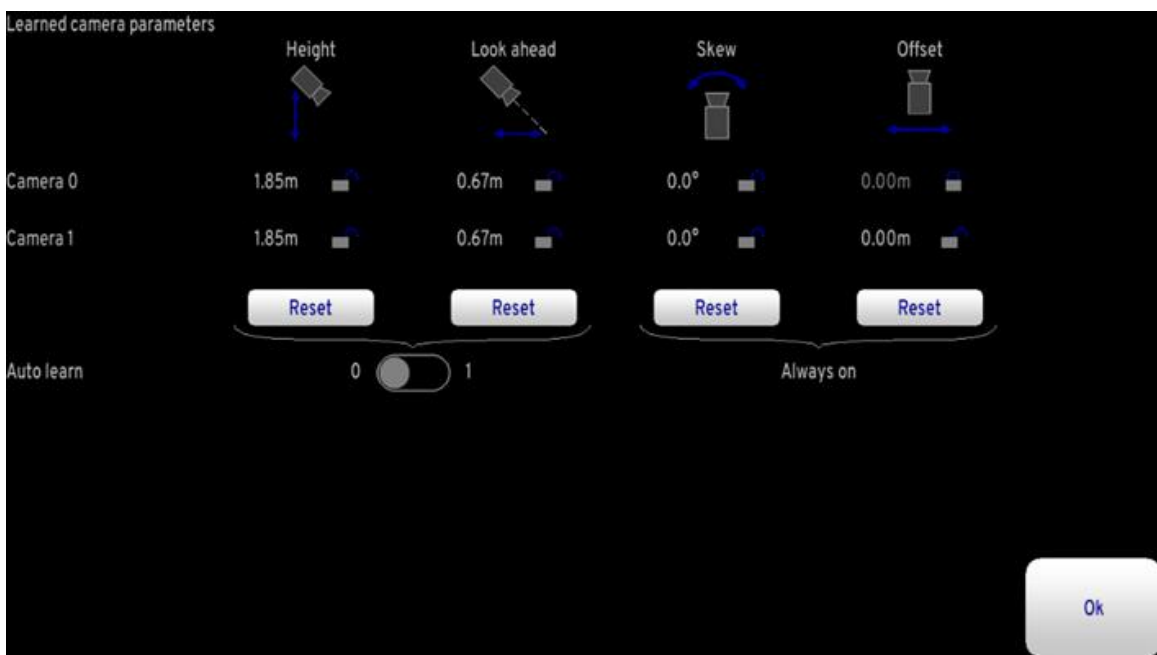 Learned camera parameters
Height Look ahead Skew Offset
Camera 0 1.85m 0.67m 0.0° 0.00m
Camera 1 1.85m 0.67m 0.0° 0.00m
Reset Reset Reset Reset
Auto learn 0 1 Always on
Ok